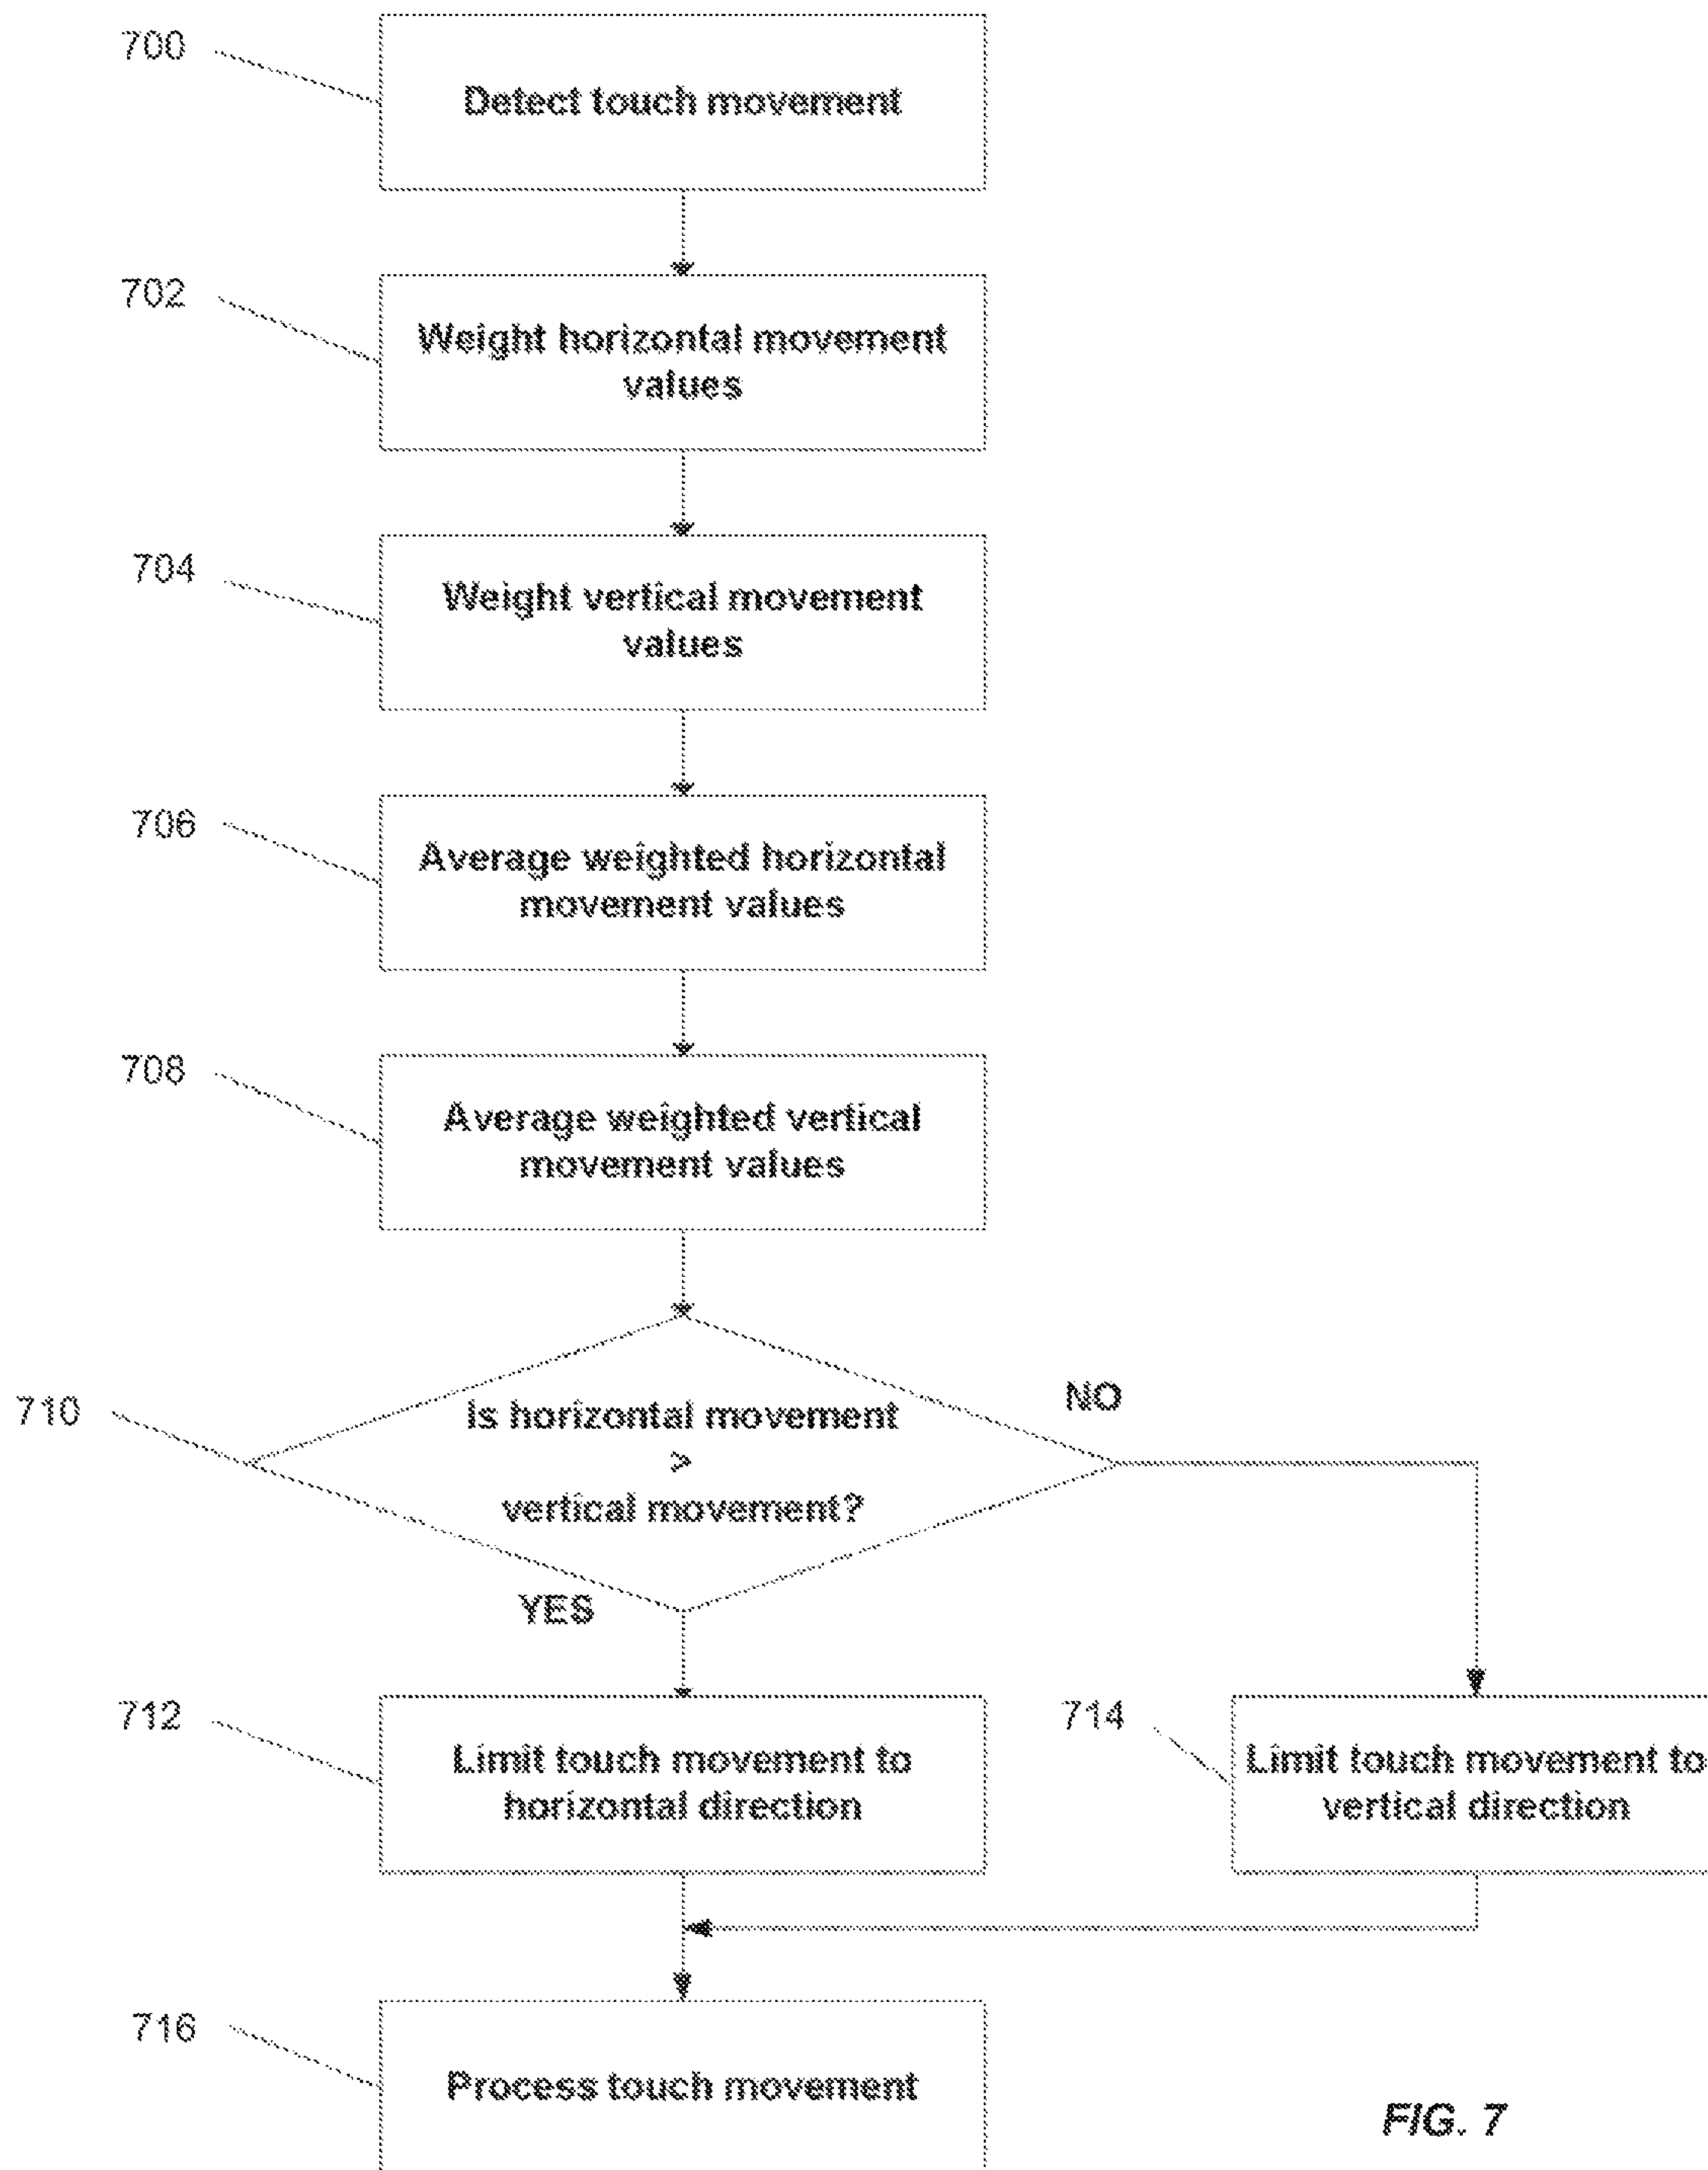 700
Detect touch movement
702
Weight horizontal movement
values
704
Weight vertical movement
values
706
Average weighted horizontal
movement values
708
Average weighted vertical
movement values
710
Is horizontal movement
>
vertical movement?
NO
YES
712
Limit touch movement to
horizontal direction
714
Limit touch movement to
vertical direction
716
Process touch movement
FIG. 7